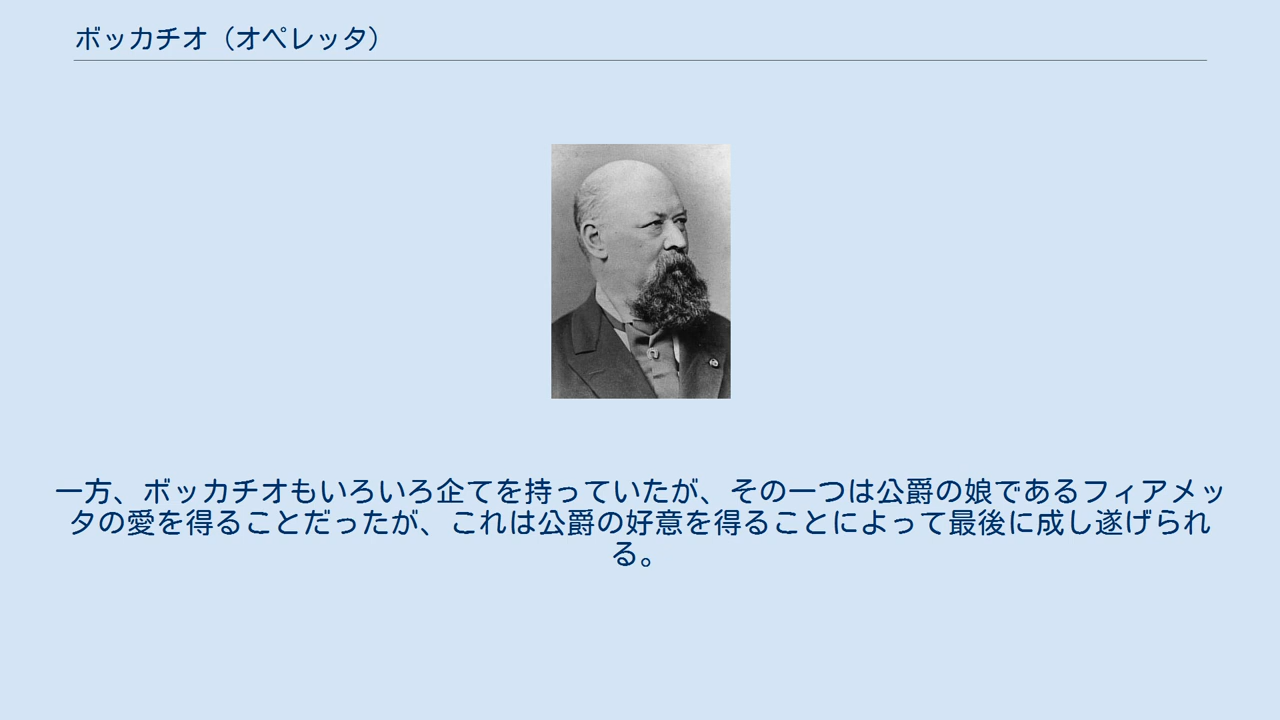 ボッカチオ（オペレッタ）
一方、ボッカチオもいろいろ企てを持っていたが、その一つは公爵の娘であるフィアメッ
タの愛を得ることだったが、これは公爵の好意を得ることによって最後に成し遂げられ
る。